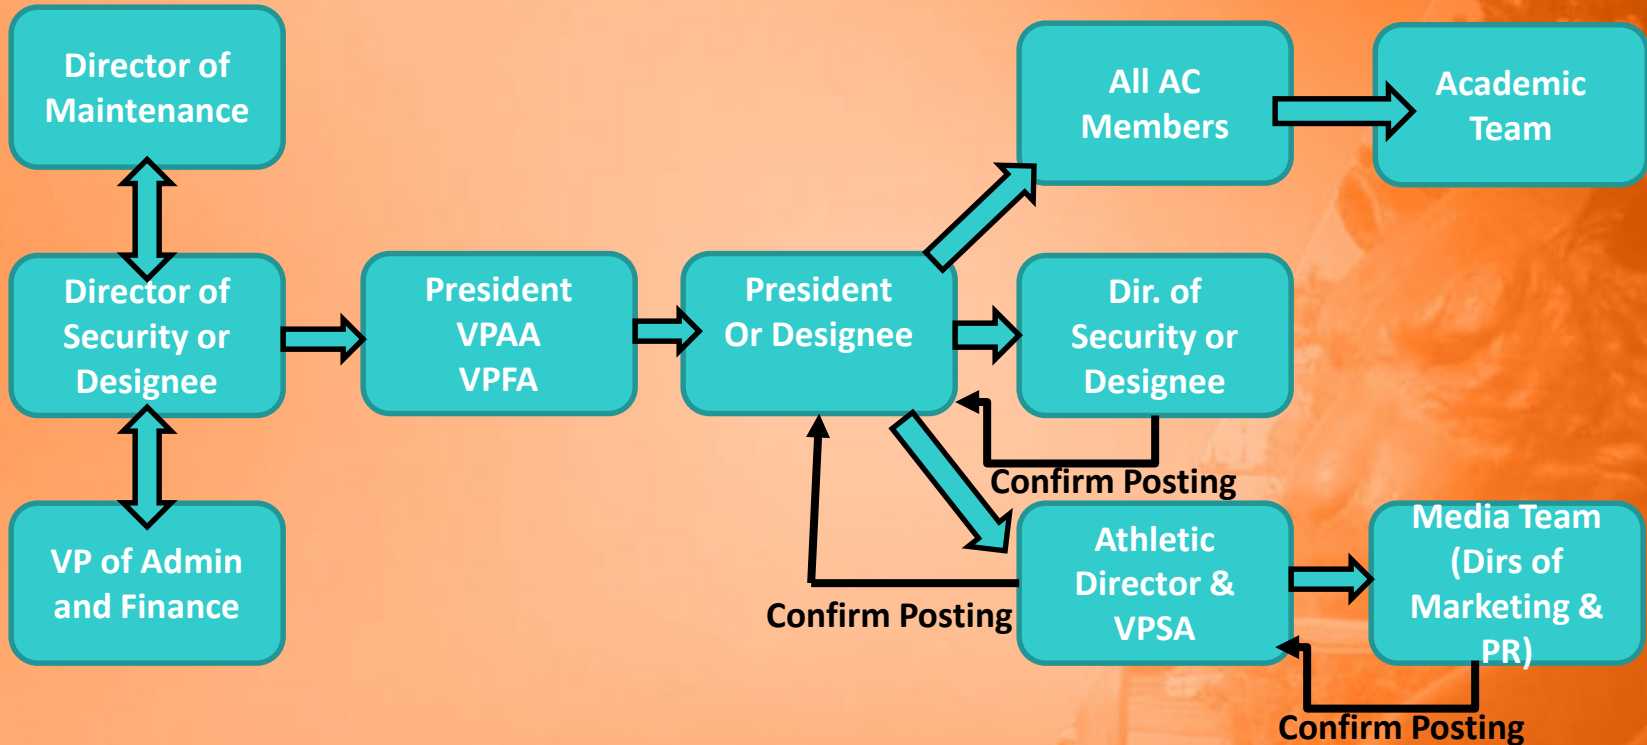 Director of
Maintenance
All AC
Members
Academic
Team
Director of
Security or
Designee
President
VPAA
VPFA
President
Or Designee
Dir. of
Security or
Designee
Confirm Posting
VP of Admin
and Finance
Confirm Posting
Athletic
Director &
VPSA
Media Team
(Dirs of
Marketing &
PR)
Confirm Posting